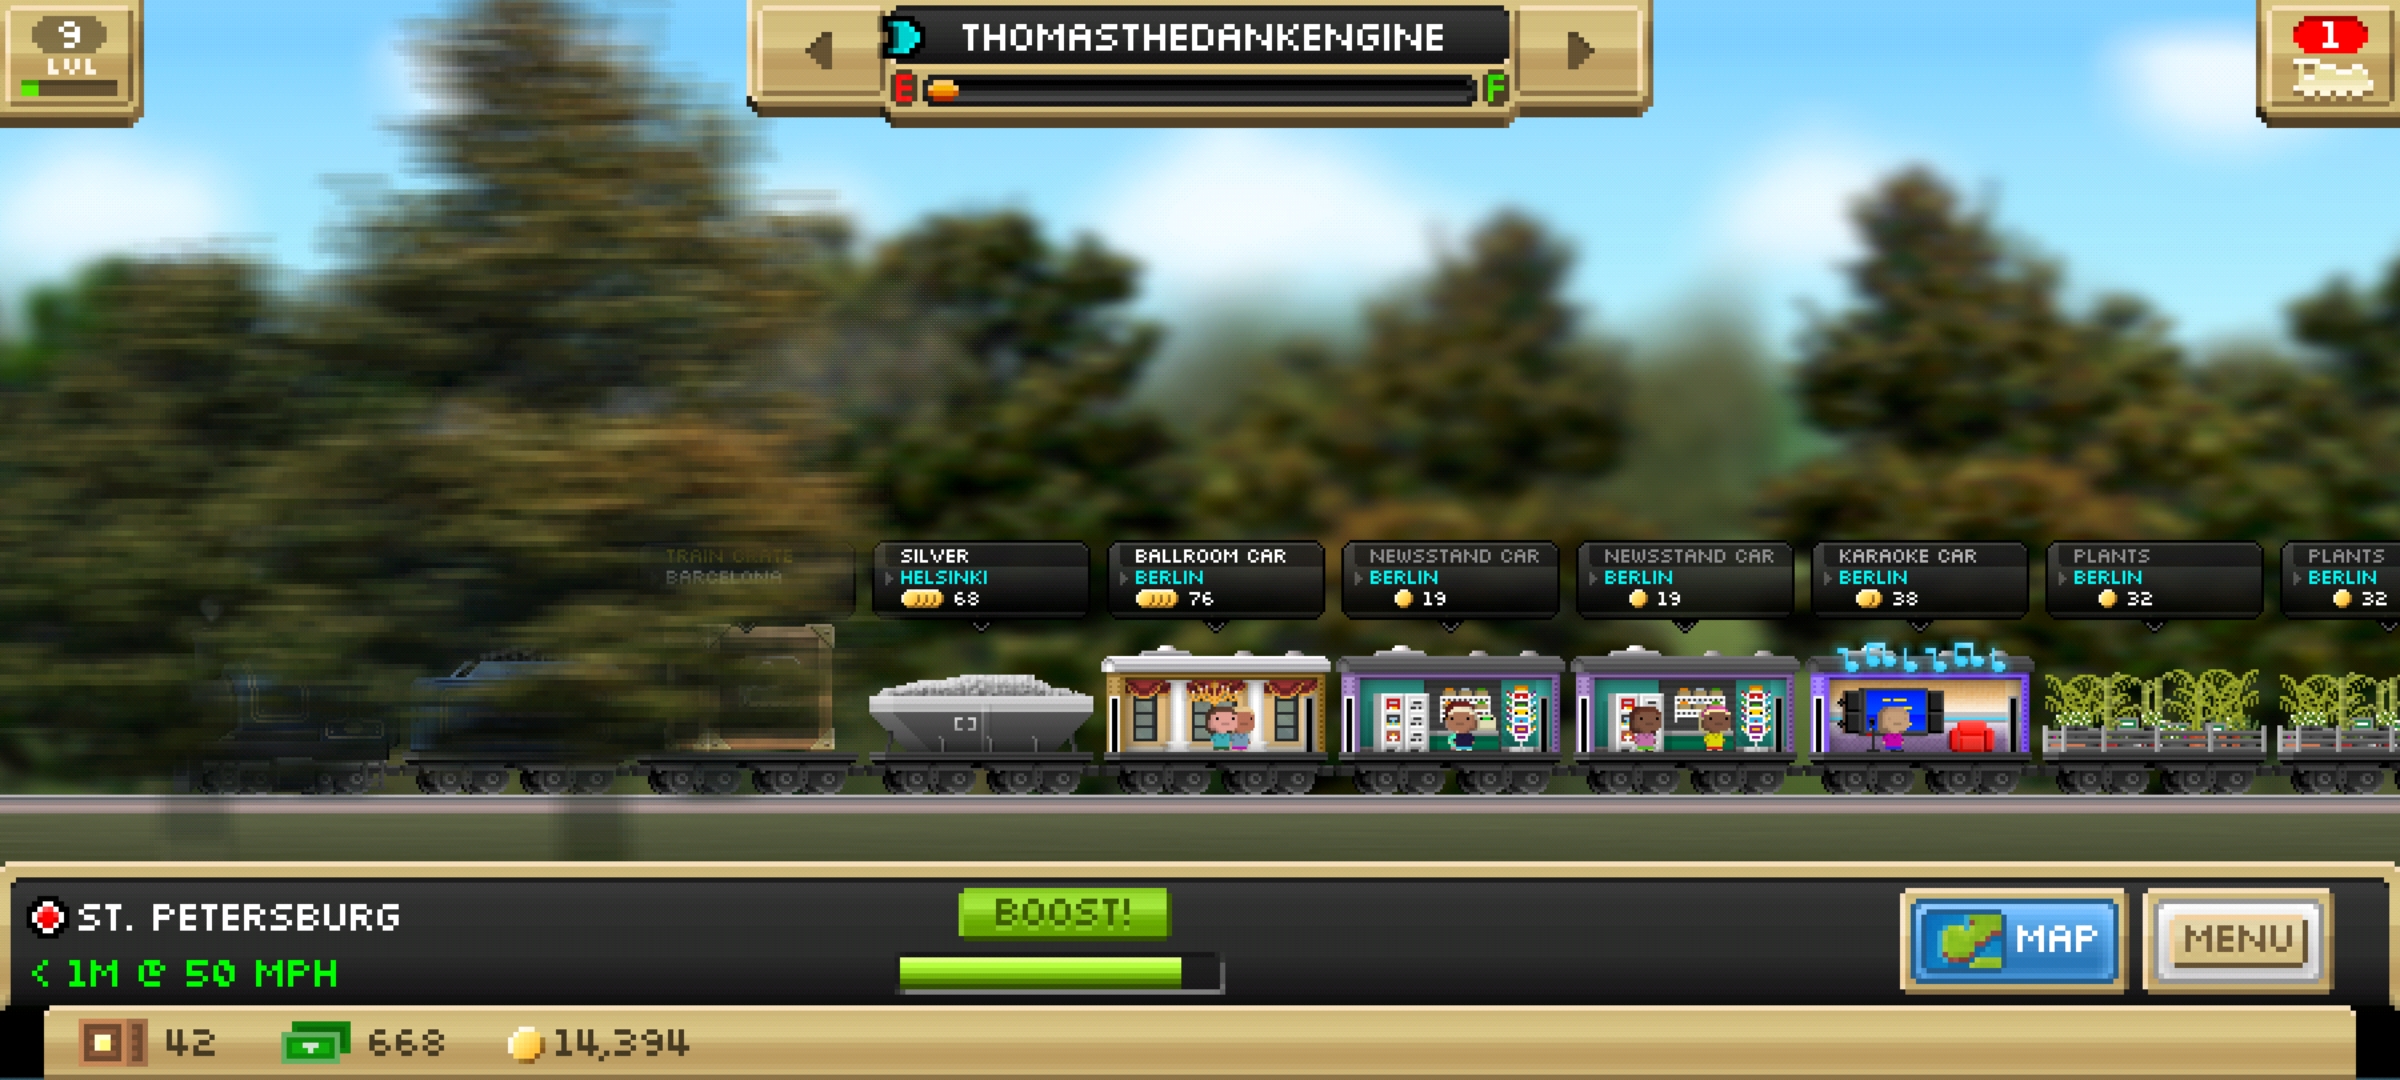 9
LVL
THOMASTHEDANKENGINE
E F
1
TRAIN CRATE
BARCELONA
SILVER
HELSINKI
68
BALLROOM CAR
BERLIN
76
NEWSSTAND CAR
BERLIN
19
NEWSSTAND CAR
BERLIN
19
KARAOKE CAR
BERLIN
38
PLANTS
BERLIN
32
PLANTS
BERLIN
32
ST. PETERSBURG
< 1M @ 50 MPH
BOOST!
MAP
MENU
42
668
14,394